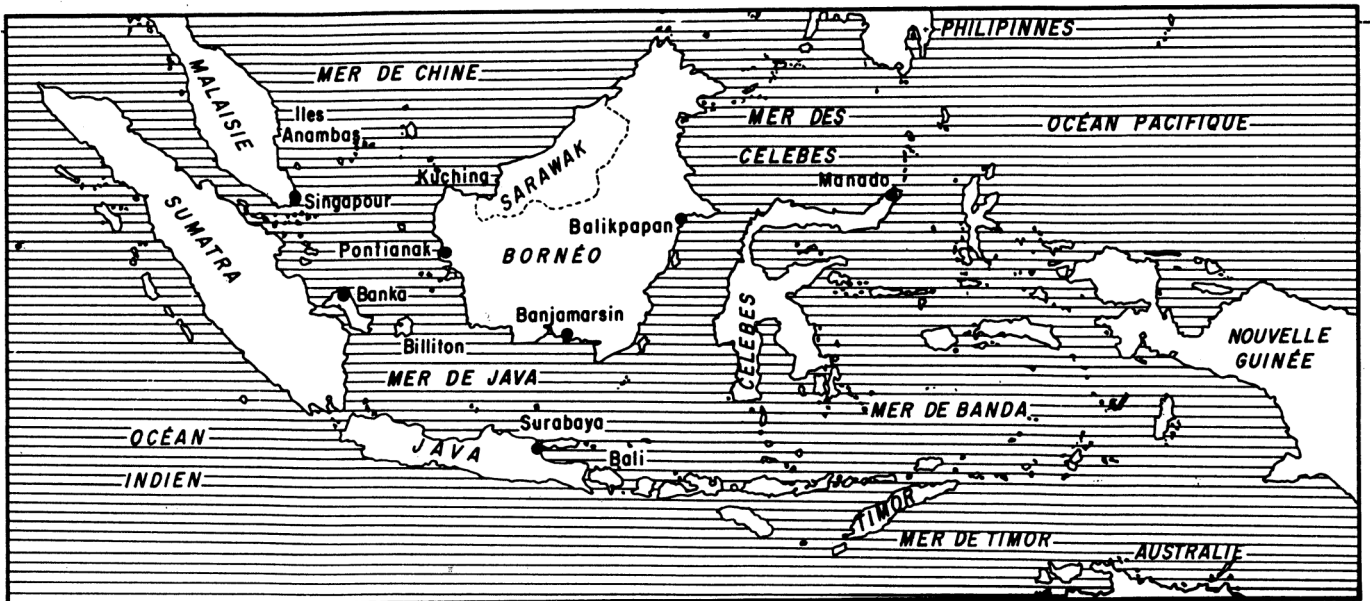 PHILIPINNES
MER DE CHINE
MALAISIE
Iles
Anambas
MER DES
CELEBES
OCÉAN PACIFIQUE
Kuching
SARAWAK
Manado
Singapour
SUMATRA
Balikpapan
Pontianak
BORNÉO
Banka
Banjamarsin
Billiton
CELEBES
NOUVELLE
GUINÉE
MER DE JAVA
MER DE BANDA
Surabaya
OCÉAN
INDIEN
JAVA
Bali
TIMOR
MER DE TIMOR
AUSTRALIE